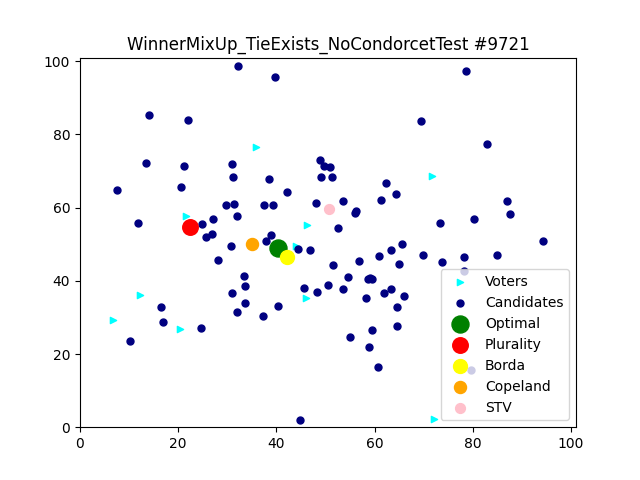 WinnerMixUp_TieExists_NoCondorcetTest #9721
100
80
60
40
20
0
0 20 40 60 80 100
Voters
Candidates
Optimal
Plurality
Borda
Copeland
STV